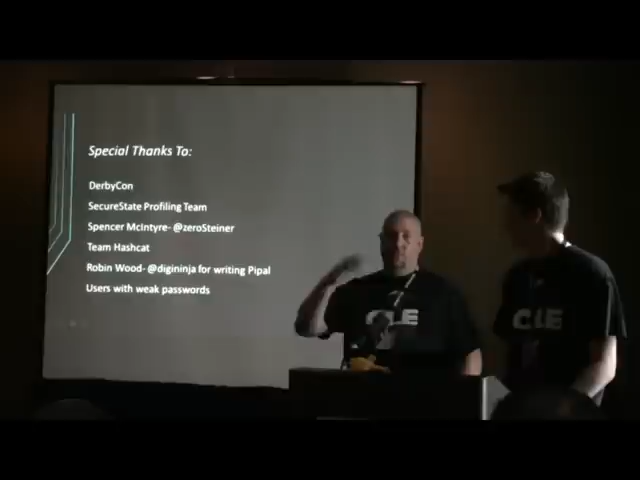 Special Thanks To:
DerbyCon
SecureState Profiling Team
Spencer McIntyre- @zeroSteiner
Team Hashcat
Robin Wood- @digininja for writing Pipal
Users with weak passwords
CLE
CLE